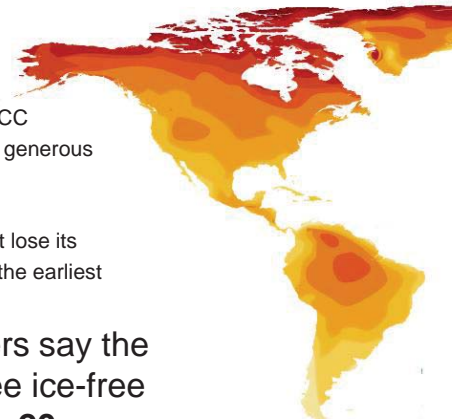 CC
generous
t lose its
the earliest
rs say the
ee ice-free